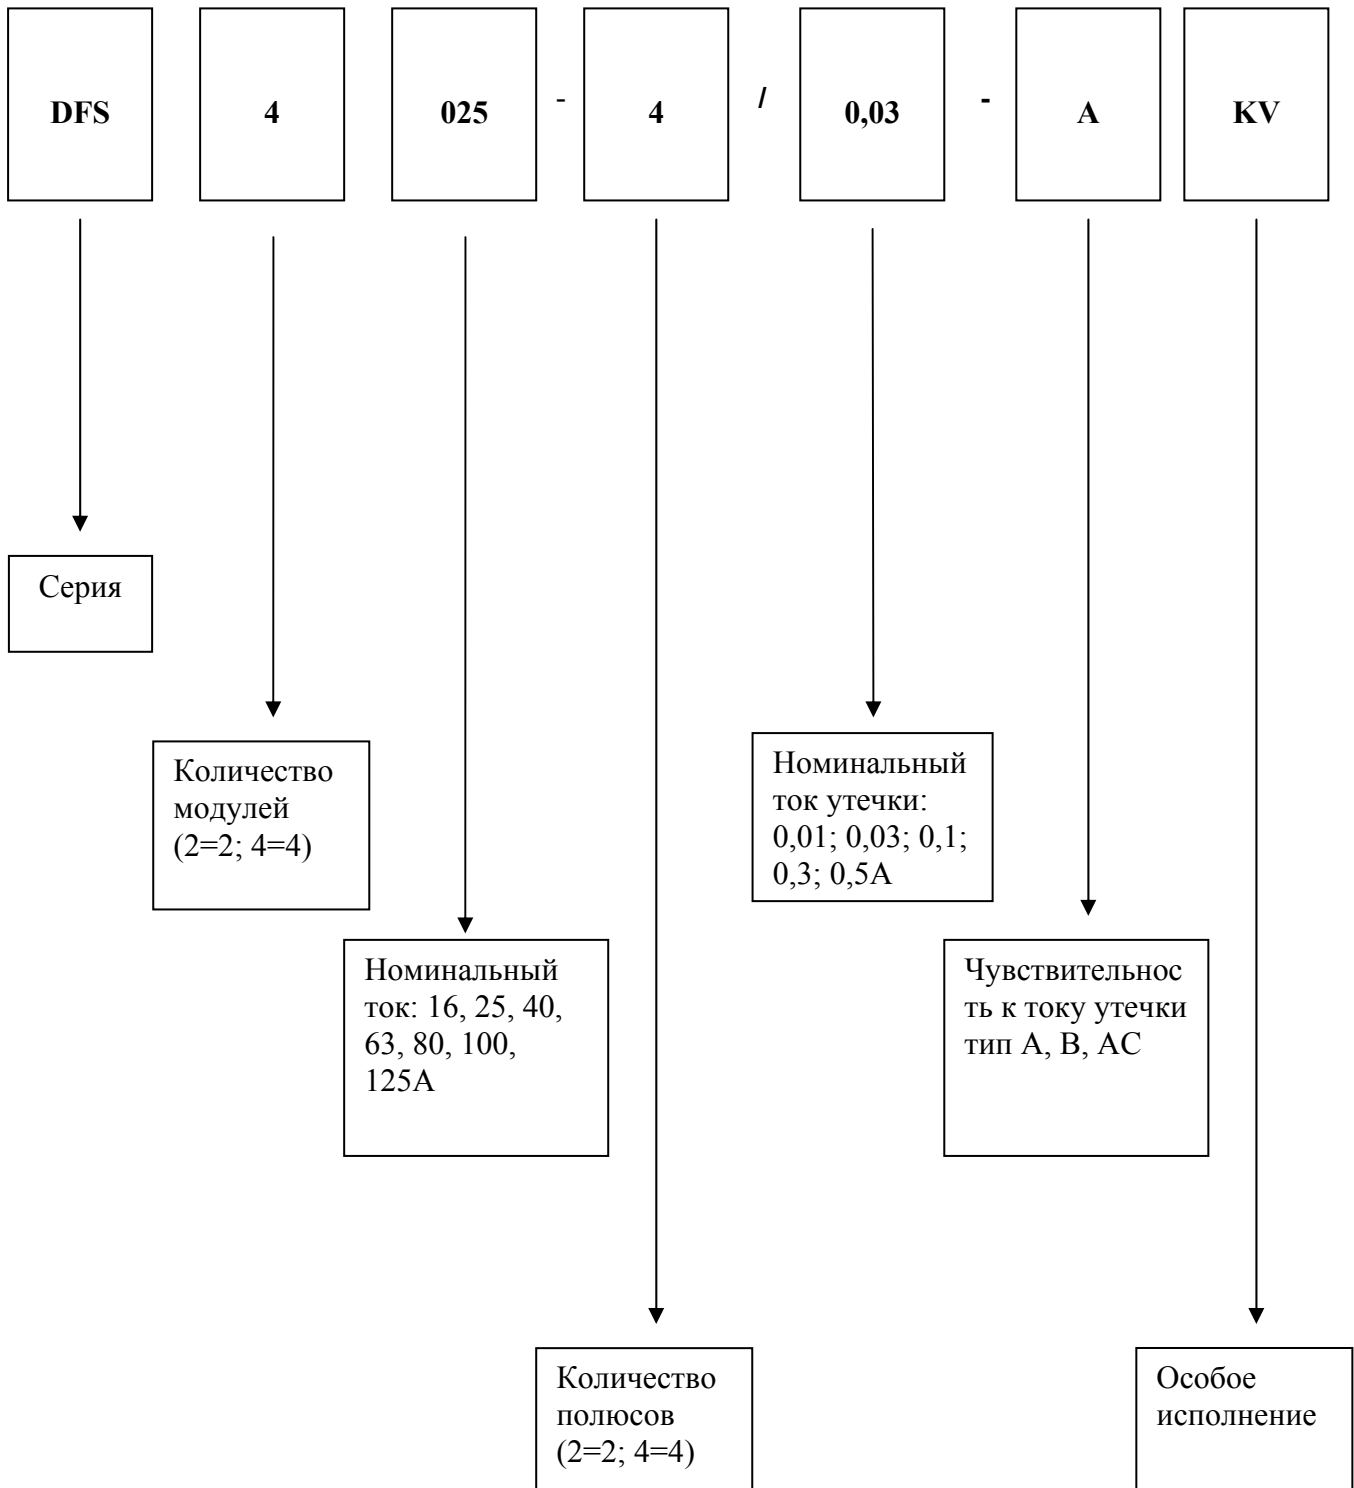 DFS 4 025 - 4 / 0,03 - A KV
Серия
Количество
модулей
(2=2; 4=4)
Номинальный
ток утечки:
0,01; 0,03; 0,1;
0,3; 0,5А
Номинальный
ток: 16, 25, 40,
63, 80, 100,
125А
Чувствительнос
ть к току утечки
тип А, В, АС
Количество
полюсов
(2=2; 4=4)
Особое
исполнение